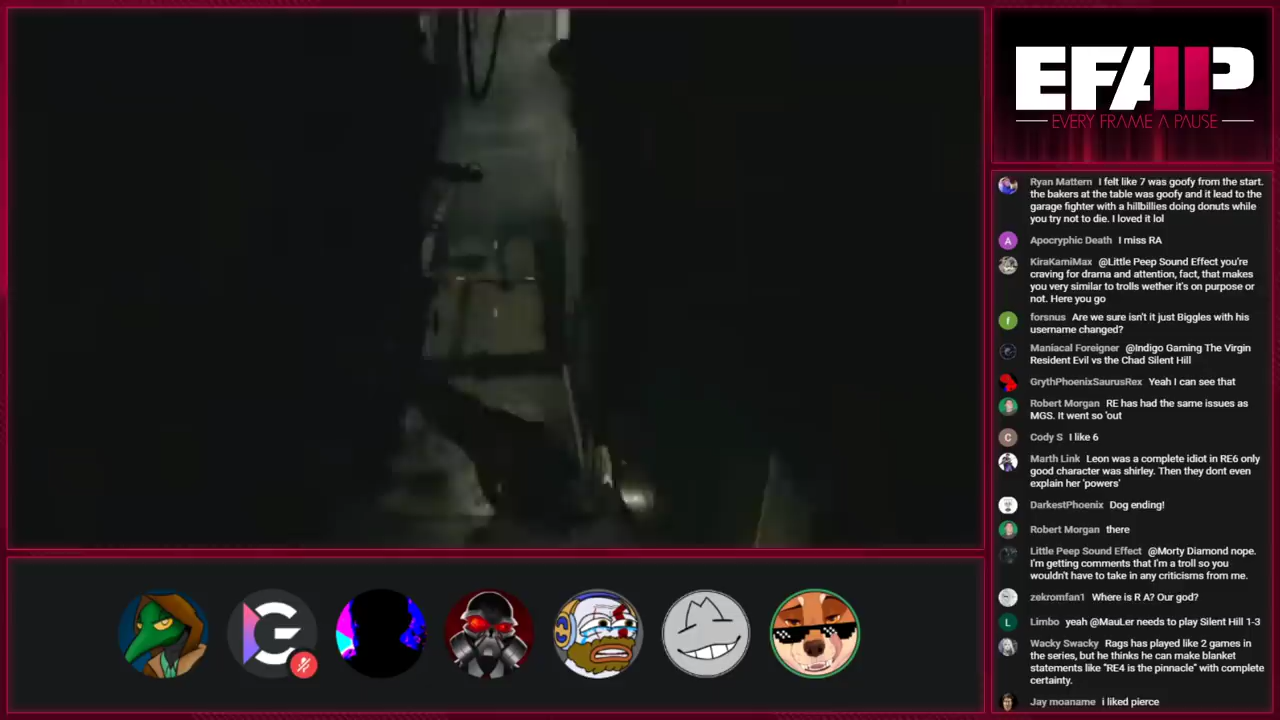 EFAP
EVERY FRAME A PAUSE
Ryan Mattern I felt like 7 was goofy from the start.
the bakers at the table was goofy and it lead to the
garage fighter with a hillbillies doing donuts while
you try not to die. I loved it lol
A Apocryphic Death I miss RA
KiraKamiMax @Little Peep Sound Effect you're
craving for drama and attention, fact, that makes
you very similar to trolls wether it's on purpose or
not. Here you go
f forsnus Are we sure isn't it just Biggles with his
username changed?
Maniacal Foreigner @Indigo Gaming The Virgin
Resident Evil vs the Chad Silent Hill
GrythPhoenixSaurusRex Yeah I can see that
Robert Morgan RE has had the same issues as
MGS. It went so 'out
C Cody S I like 6
Marth Link Leon was a complete idiot in RE6 only
good character was shirley. Then they dont even
explain her 'powers'
DarkestPhoenix Dog ending!
Robert Morgan there
Little Peep Sound Effect @Morty Diamond nope.
I'm getting comments that I'm a troll so you
wouldn't have to take in any criticisms from me.
zekromfan1 Where is R A? Our god?
L Limbo yeah @MauLer needs to play Silent Hill 1-3
Wacky Swacky Rags has played like 2 games in
the series, but he thinks he can make blanket
statements like "RE4 is the pinnacle" with complete
certainty.
Jay moaname i liked pierce